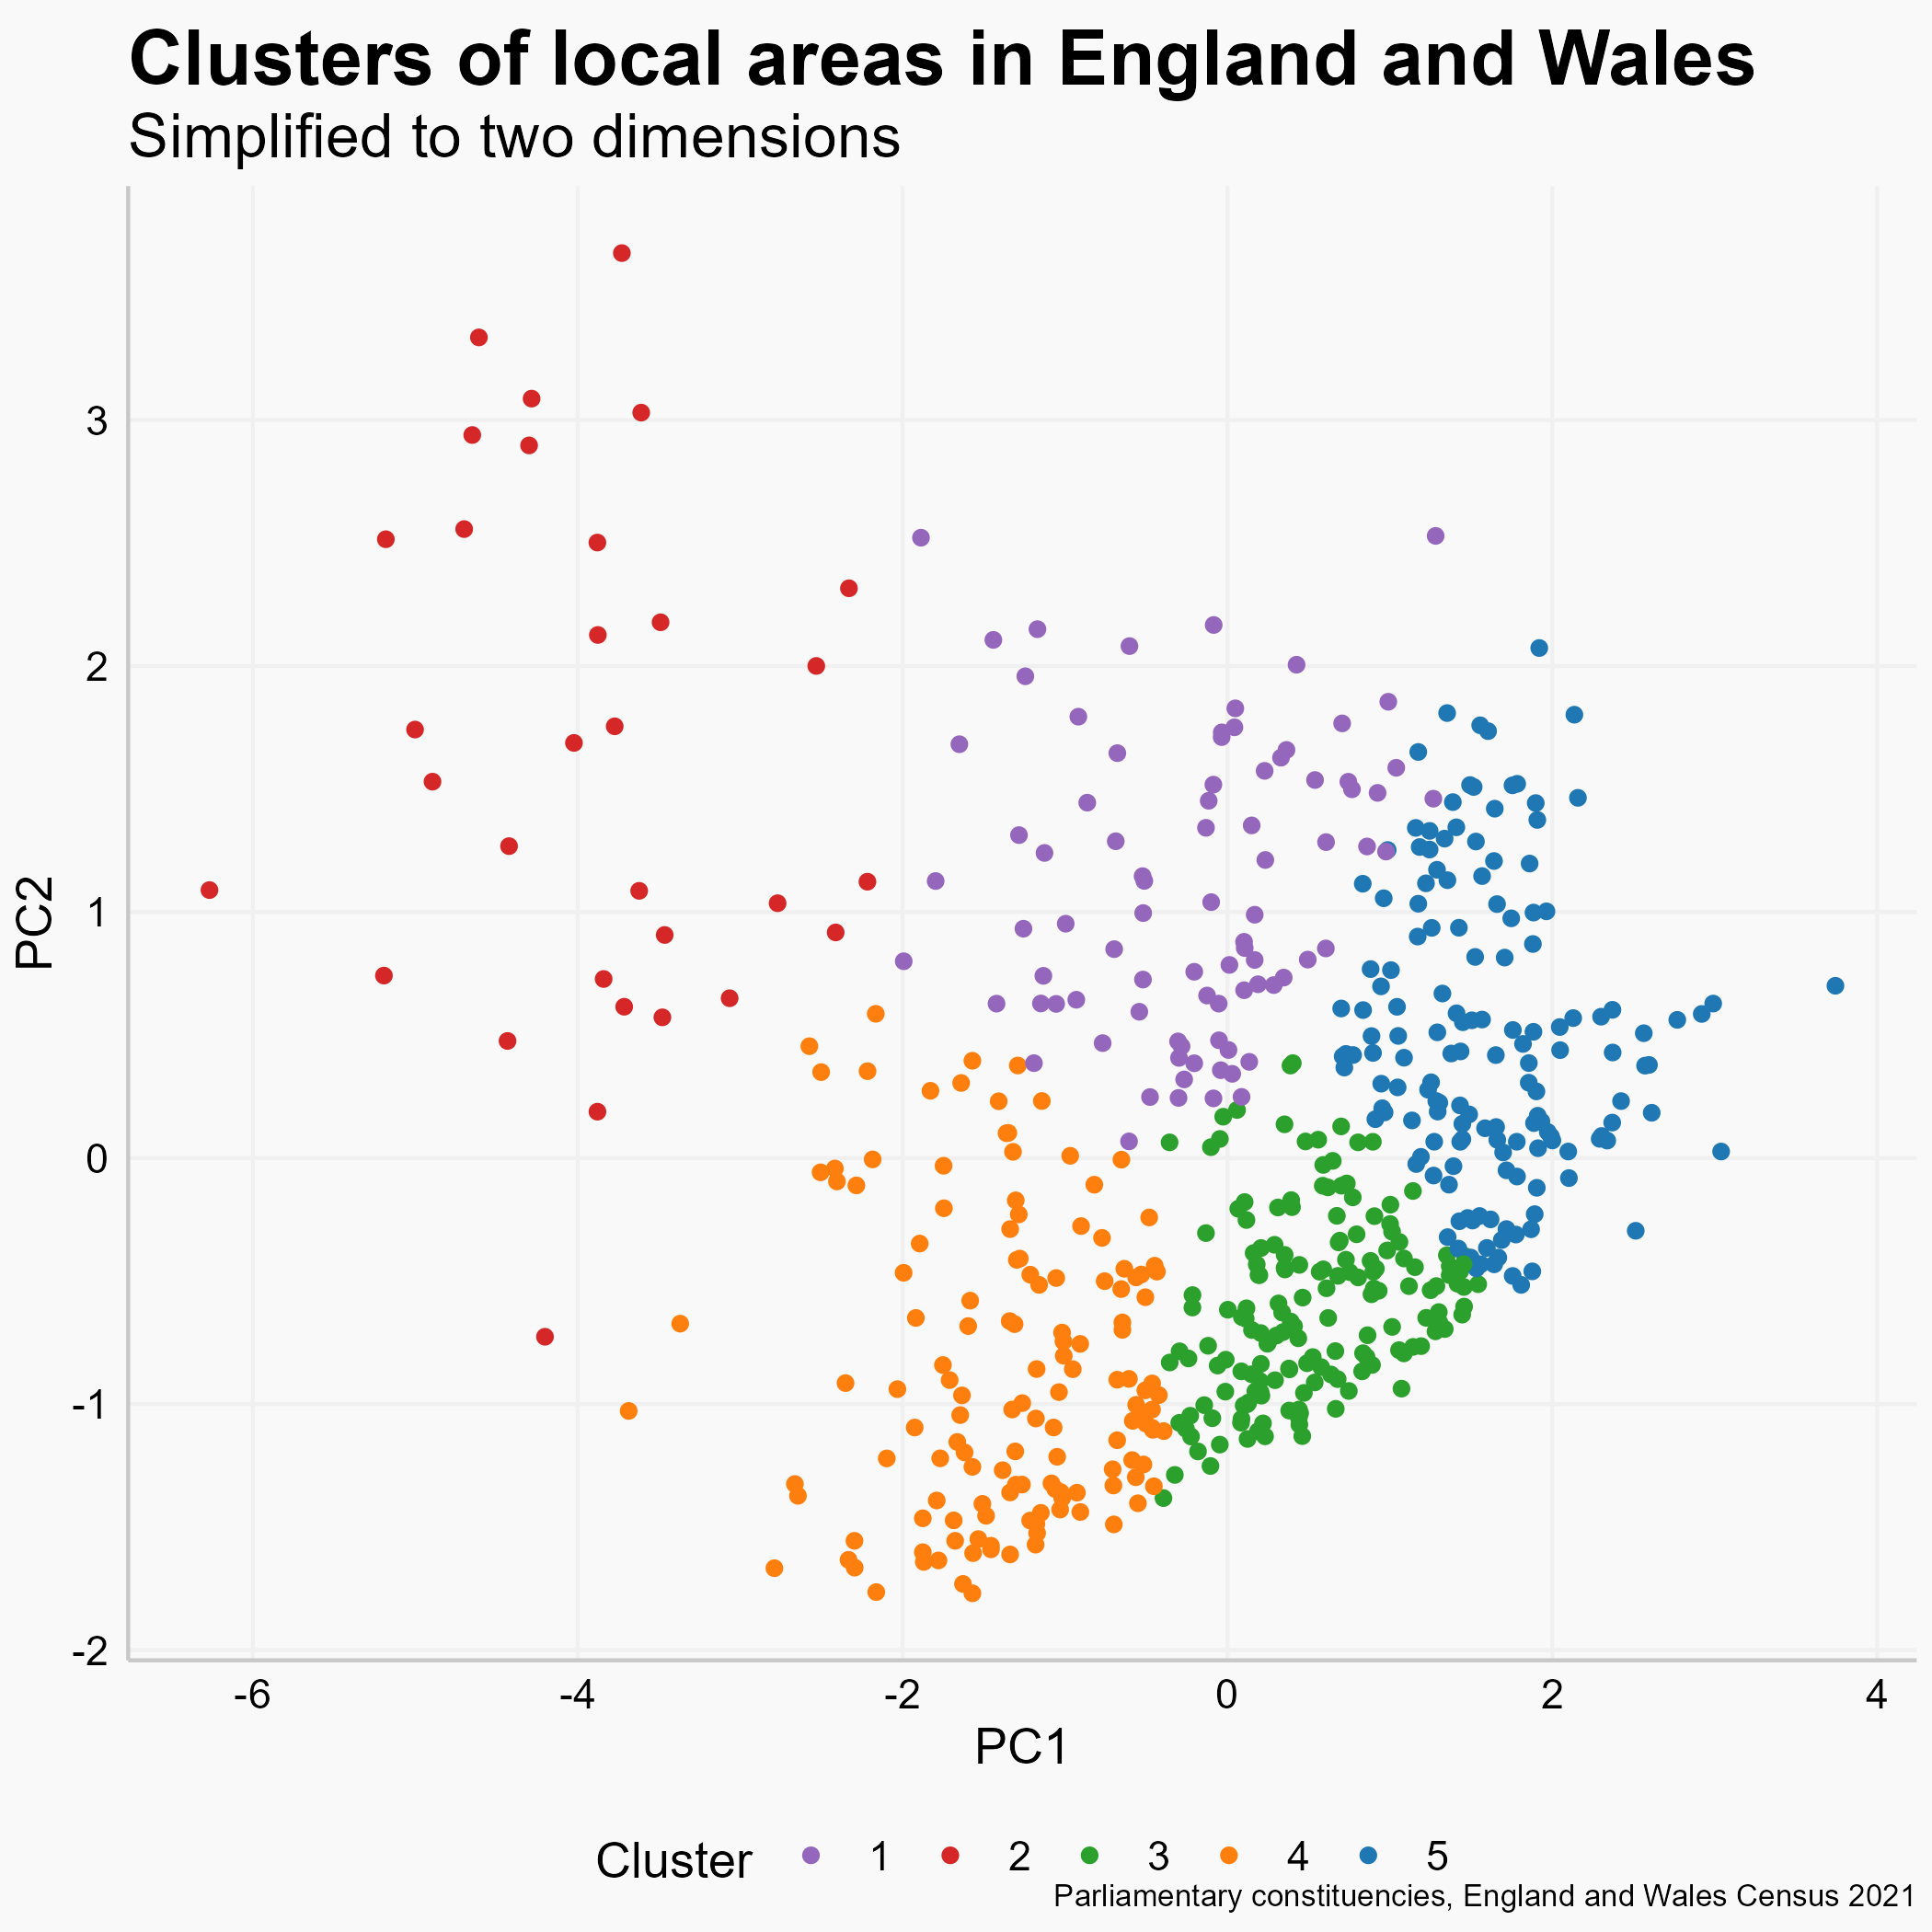 Clusters of local areas in England and Wales
Simplified to two dimensions
PC2
3
2
1
0
-1
-2
-6 -4 -2 0 2 4
PC1
Cluster 1 2 3 4 5
Parliamentary constituencies, England and Wales Census 2021